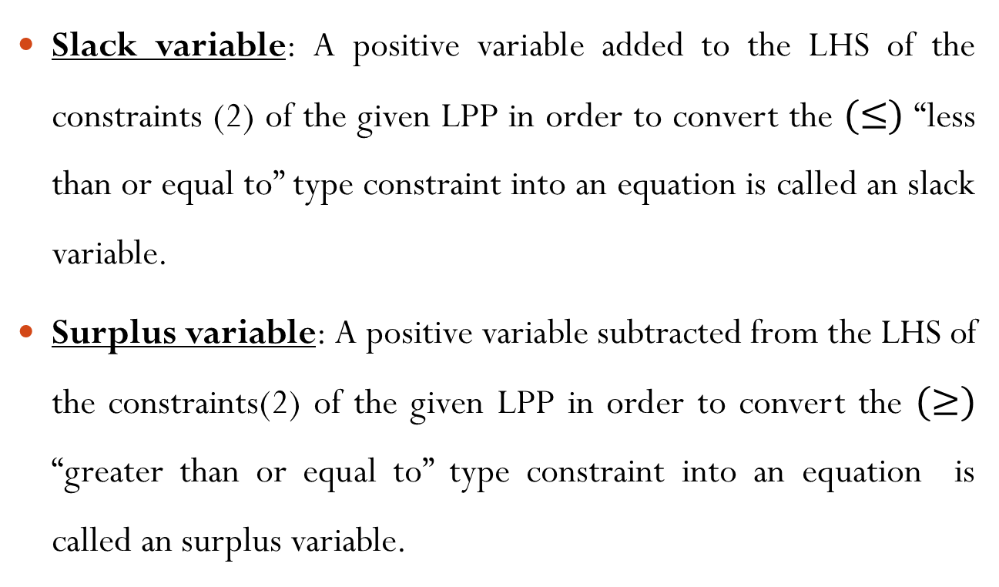 • Slack variable: A positive variable added to the LHS of the
constraints (2) of the given LPP in order to convert the (≤) “less
than or equal to” type constraint into an equation is called an slack
variable.
• Surplus variable: A positive variable subtracted from the LHS of
the constraints(2) of the given LPP in order to convert the (≥)
“greater than or equal to” type constraint into an equation is
called an surplus variable.